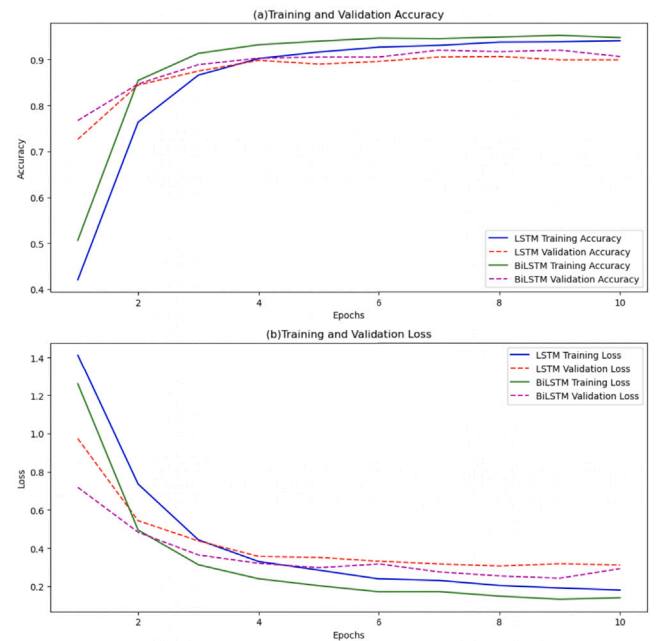 (a)Training and Validation Accuracy
0.9
0.8
0.7
0.6
0.5
0.4
Accuracy
LSTM Training Accuracy
LSTM Validation Accuracy
BiLSTM Training Accuracy
BiLSTM Validation Accuracy
2 4 6 8 10
Epochs
(b)Training and Validation Loss
1.4
1.2
1.0
0.8
0.6
0.4
0.2
Loss
LSTM Training Loss
LSTM Validation Loss
BiLSTM Training Loss
BiLSTM Validation Loss
2 4 6 8 10
Epochs